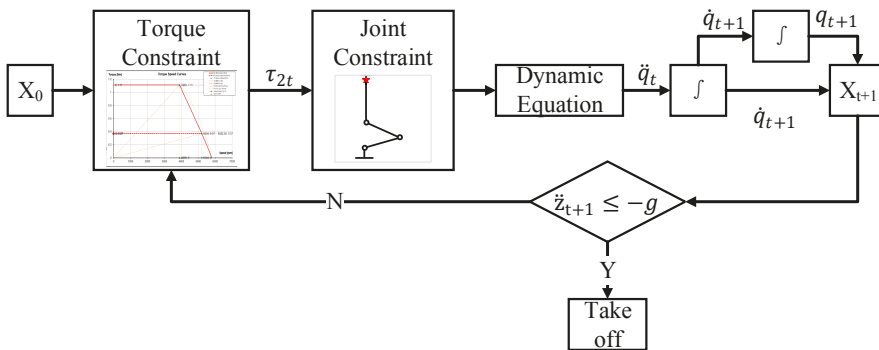 Torque
Constraint
Joint
Constraint
X₀
τ₂ₜ
Torque Speed Curves
Dynamic
Equation
q̈ₜ
∫
q̇ₜ₊₁
∫
qₜ₊₁
q̇ₜ₊₁
Xₜ₊₁
N
z̈ₜ₊₁ ≤ −g
Y
Take
off